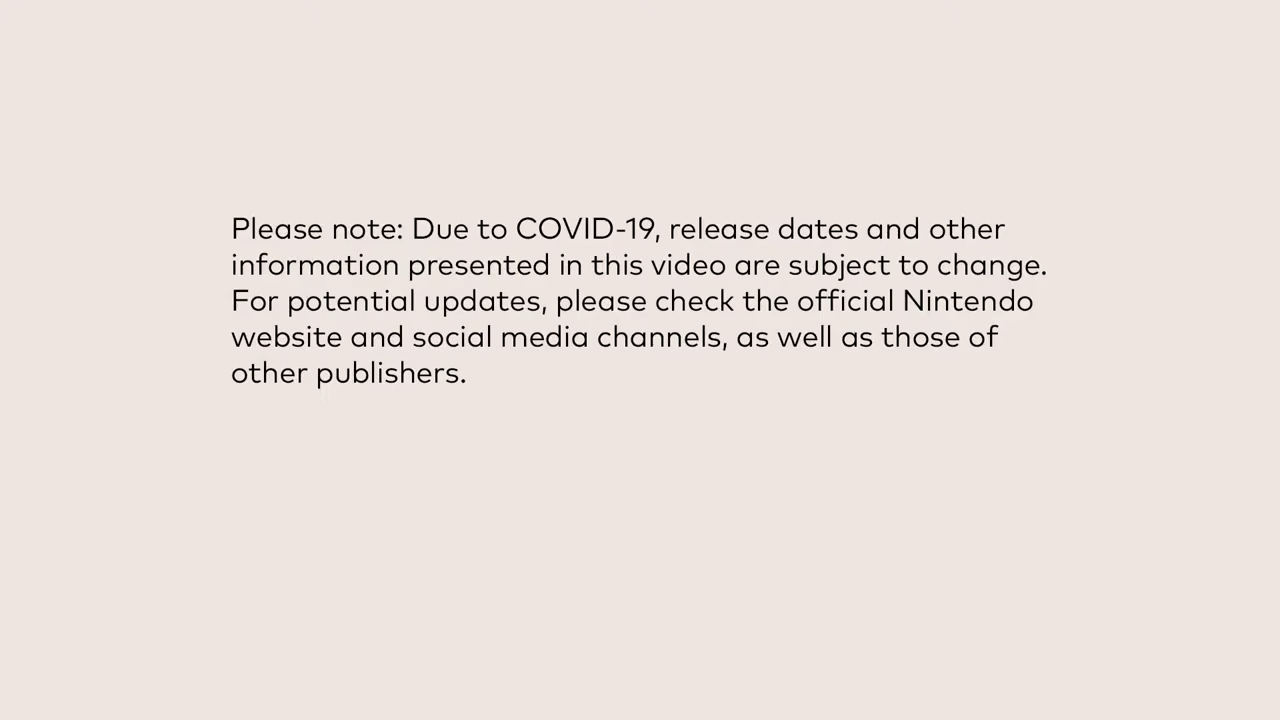 Please note: Due to COVID-19, release dates and other
information presented in this video are subject to change.
For potential updates, please check the official Nintendo
website and social media channels, as well as those of
other publishers.